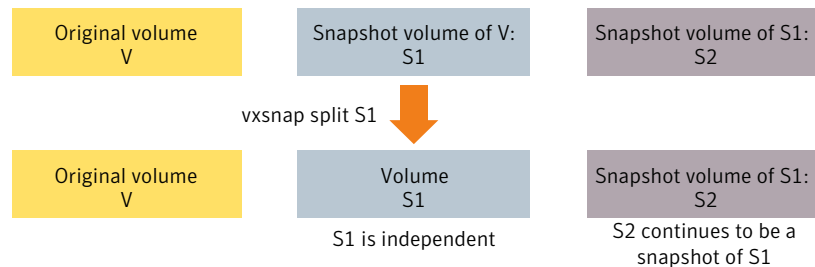 Original volume
V
Snapshot volume of V:
S1
Snapshot volume of S1:
S2
vxsnap split S1
Original volume
V
Volume
S1
Snapshot volume of S1:
S2
S1 is independent
S2 continues to be a
snapshot of S1